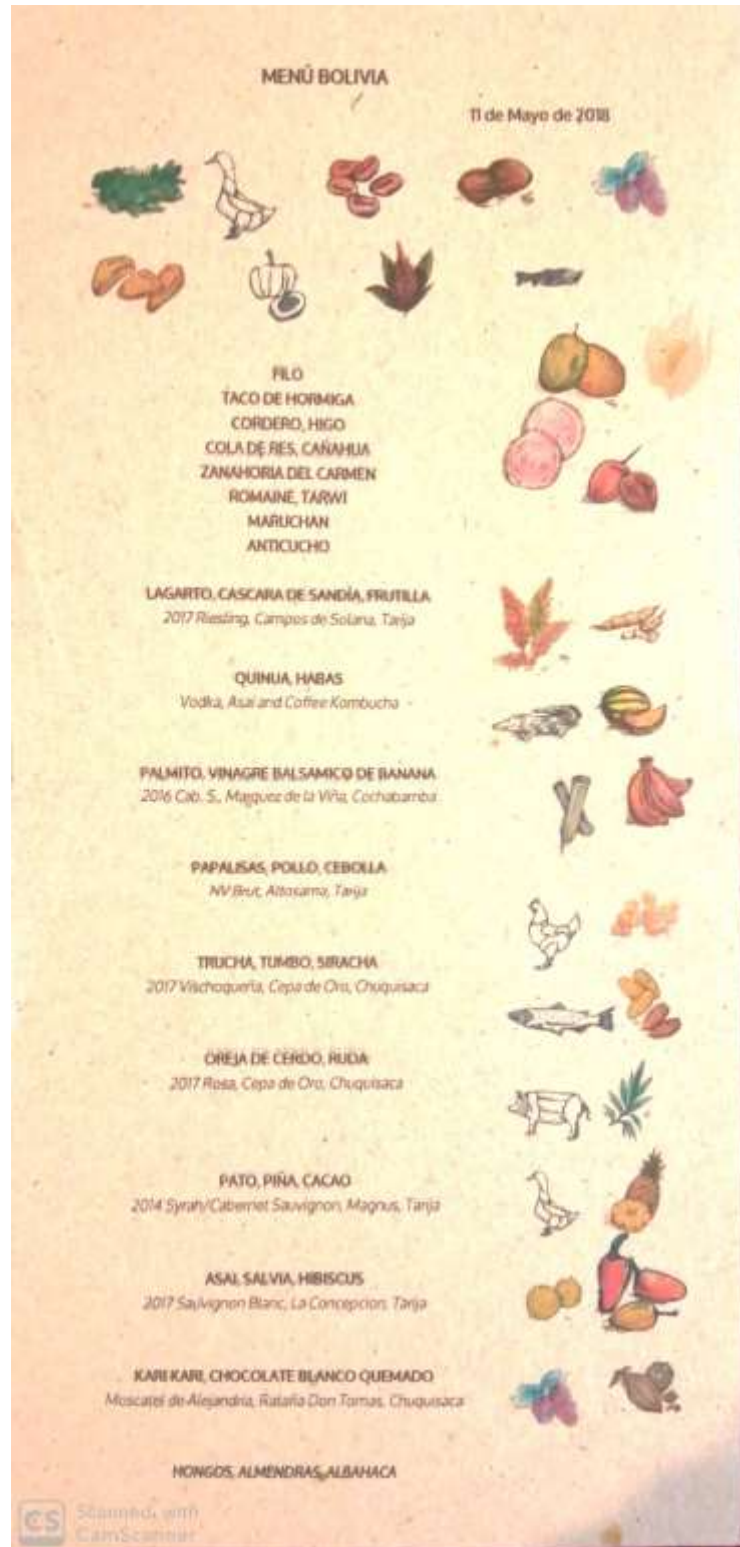 MENÚ BOLIVIA
11 de Mayo de 2018
FILO
TACO DE HORMIGA
CORDERO, HIGO
COLA DE RES, CAÑAHUA
ZANAHORIA DEL CARMEN
ROMAINE, TARWI
MARUCHAN
ANTICUCHO
LAGARTO, CASCARA DE SANDÍA, FRUTILLA
2017 Riesling, Campos de Solana, Tarija
QUINUA, HABAS
Vodka, Asai and Coffee Kombucha
PALMITO, VINAGRE BALSAMICO DE BANANA
2016 Cab. S., Marquez de la Viña, Cochabamba
PAPALISAS, POLLO, CEBOLLA
NV Brut, Altosama, Tarija
TRUCHA, TUMBO, SIRACHA
2017 Vischoqueña, Cepa de Oro, Chuquisaca
OREJA DE CERDO, RUDA
2017 Rosa, Cepa de Oro, Chuquisaca
PATO, PIÑA, CACAO
2014 Syrah/Cabernet Sauvignon, Magnus, Tarija
ASAI, SALVIA, HIBISCUS
2017 Sauvignon Blanc, La Concepcion, Tarija
KARI KARI, CHOCOLATE BLANCO QUEMADO
Moscatel de Alejandria, Ratafia Don Tomas, Chuquisaca
HONGOS, ALMENDRAS, ALBAHACA
CS Scanned with
CamScanner